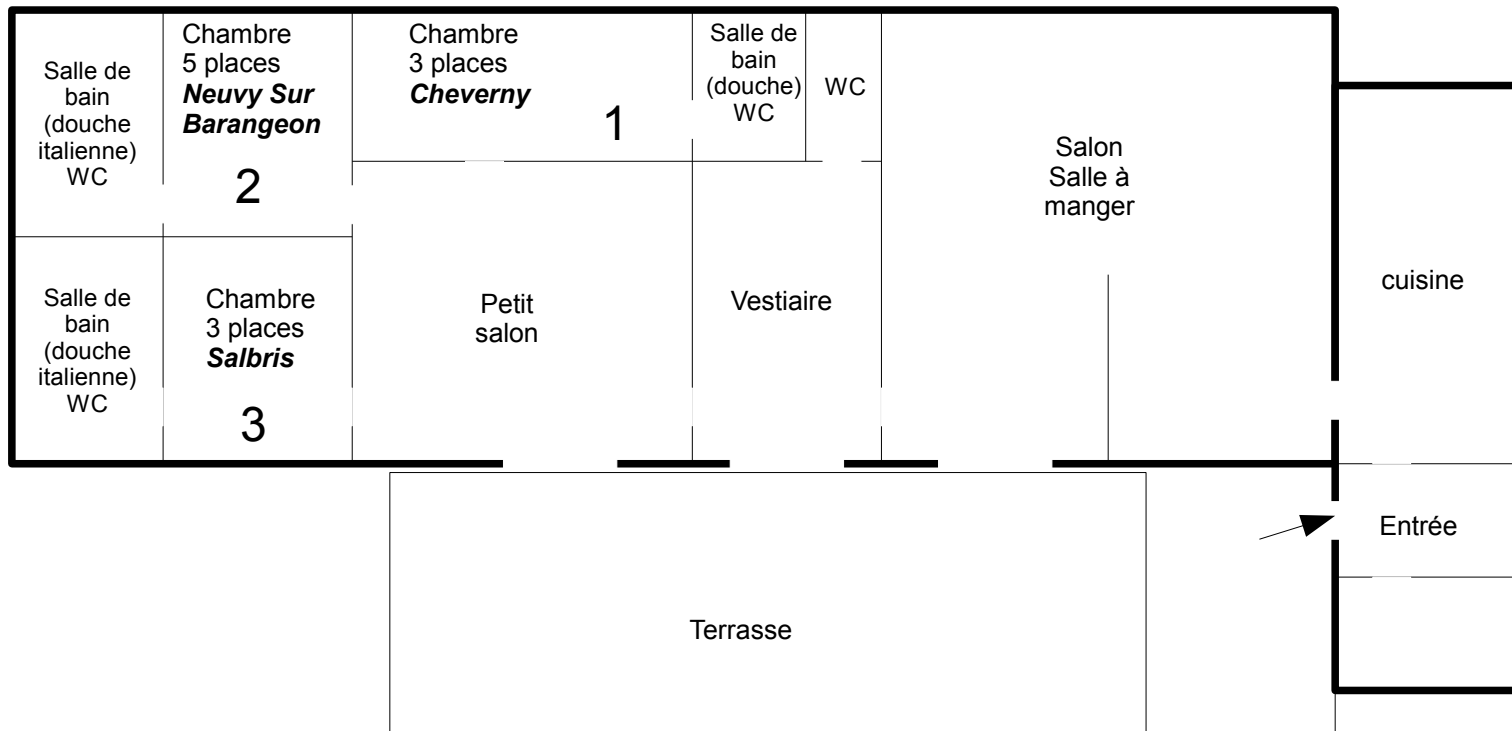 Salle de
bain
(douche
italienne)
WC
Chambre
5 places
Neuvy Sur
Barangeon
2
Chambre
3 places
Cheverny
1
Salle de
bain
(douche)
WC
WC
Salon
Salle à
manger
cuisine
Salle de
bain
(douche
italienne)
WC
Chambre
3 places
Salbris
3
Petit
salon
Vestiaire
Entrée
Terrasse